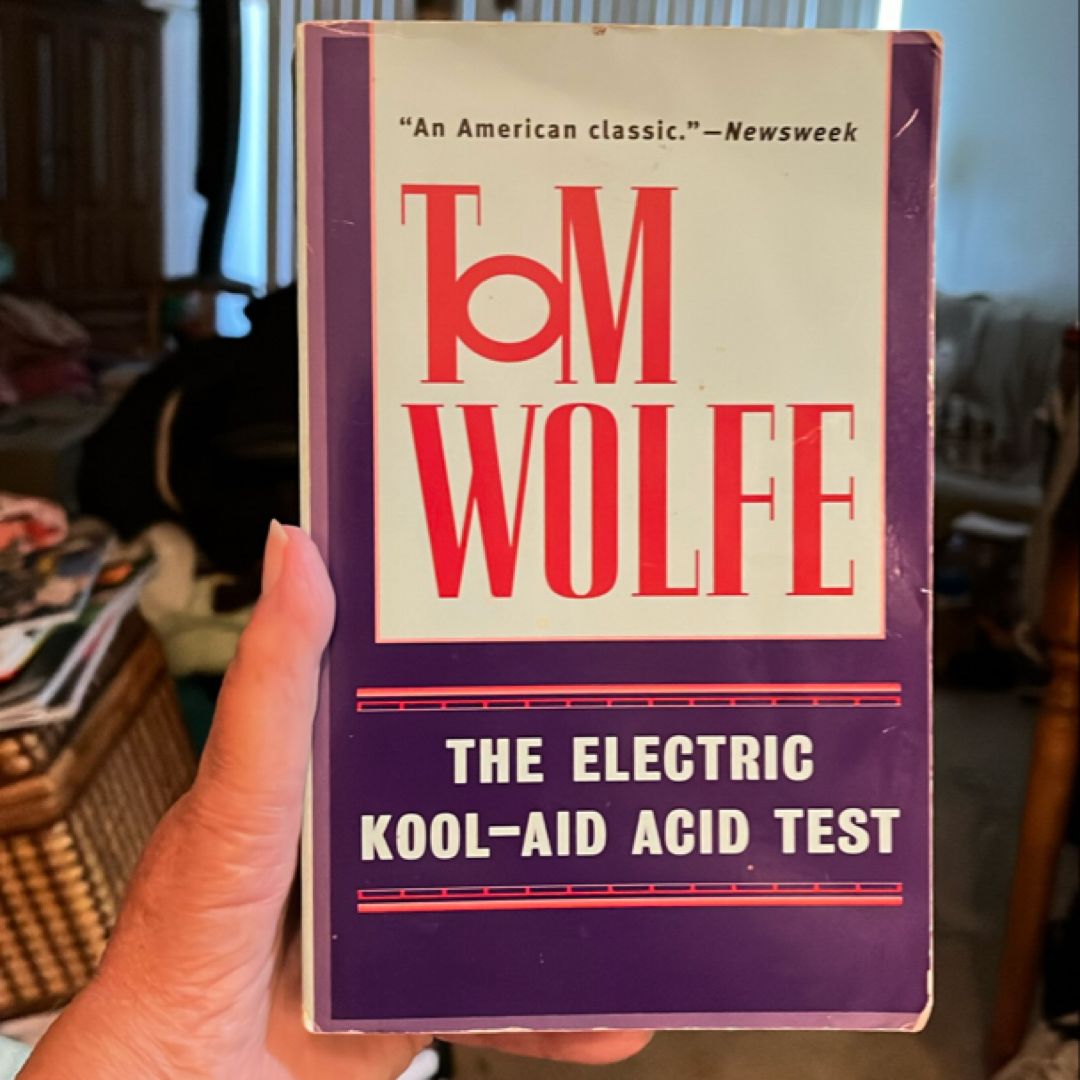 “An American classic.”—Newsweek
TOM
WOLFE
THE ELECTRIC
KOOL-AID ACID TEST